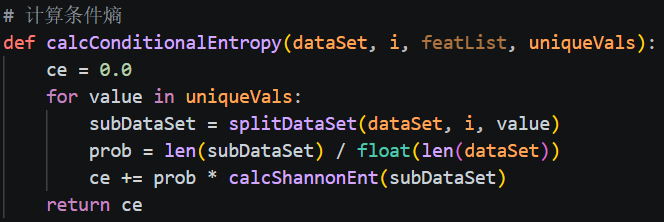 # 计算条件熵
def calcConditionalEntropy(dataSet, i, featList, uniqueVals):
    ce = 0.0
    for value in uniqueVals:
        subDataSet = splitDataSet(dataSet, i, value)
        prob = len(subDataSet) / float(len(dataSet))
        ce += prob * calcShannonEnt(subDataSet)
    return ce